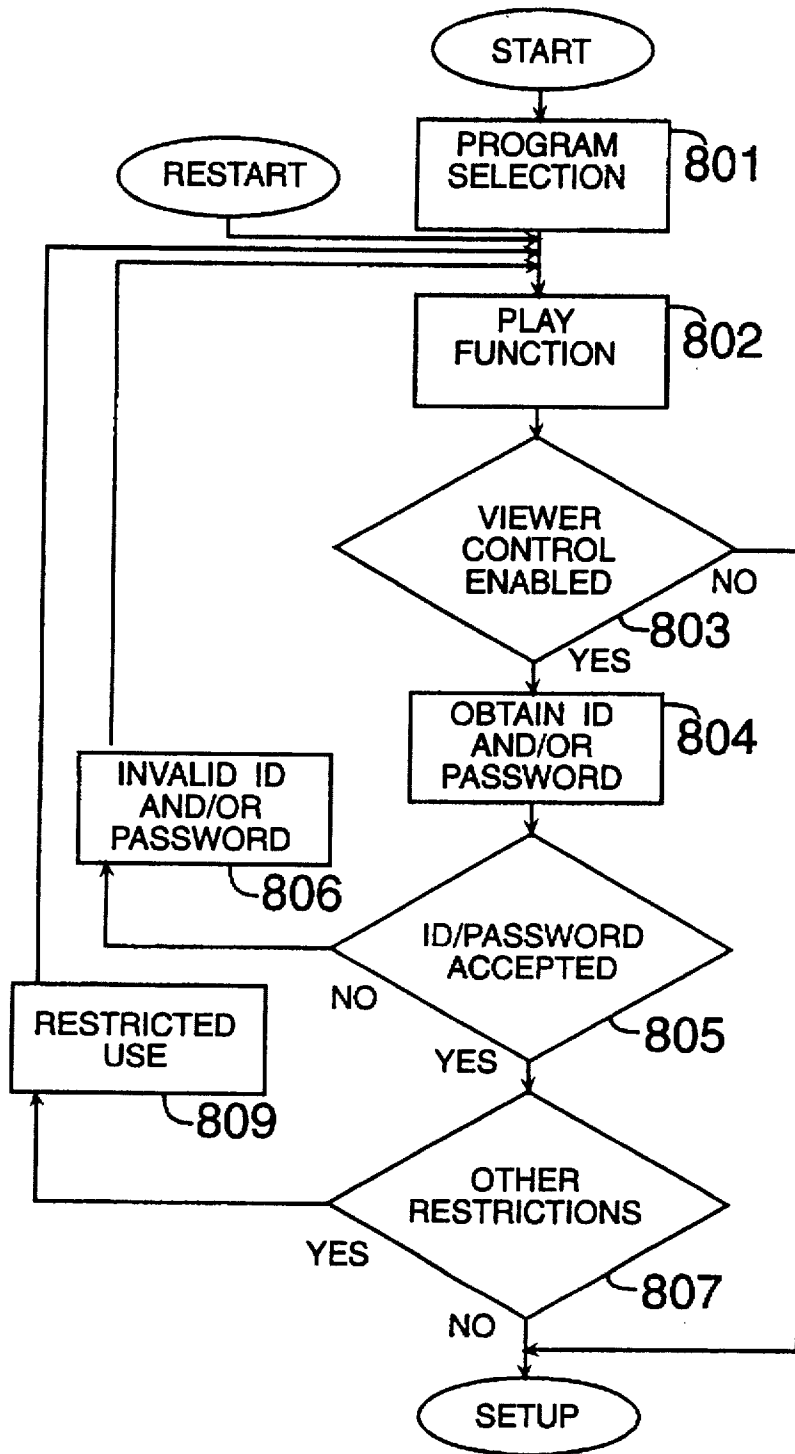 START
PROGRAM
SELECTION
801
RESTART
PLAY
FUNCTION
802
VIEWER
CONTROL
ENABLED
NO
803
YES
OBTAIN ID
AND/OR
PASSWORD
804
INVALID ID
AND/OR
PASSWORD
806
ID/PASSWORD
ACCEPTED
NO
805
YES
RESTRICTED
USE
809
OTHER
RESTRICTIONS
YES
807
NO
SETUP